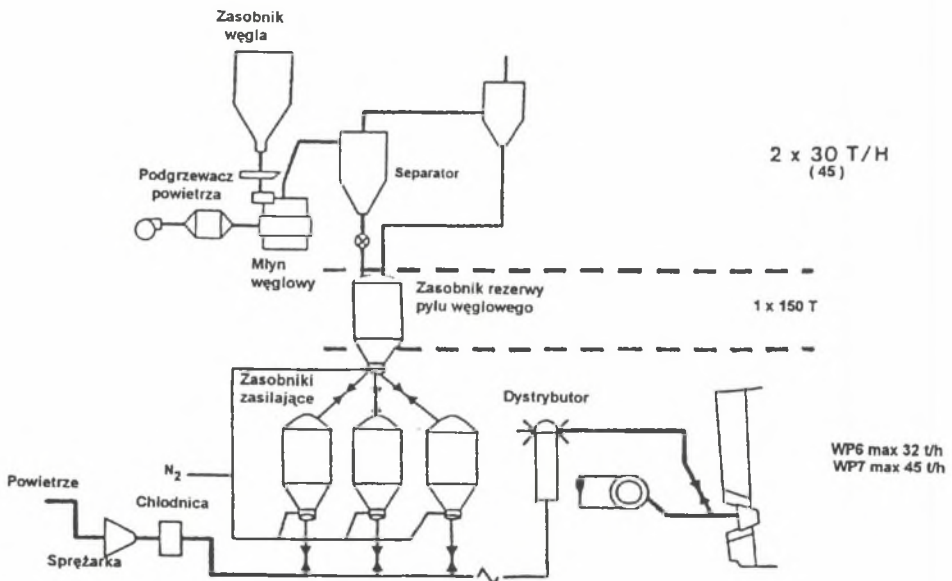 Zasobnik
węgla
2 x 30 T/H
(45)
Podgrzewacz
powietrza
Separator
Młyn
węglowy
Zasobnik rezerwy
pylu węglowego
1 x 150 T
Zasobniki
zasilające
Dystrybutor
WP6 max 32 t/h
WP7 max 45 t/h
N2
Powietrze
Chłodnica
Sprężarka